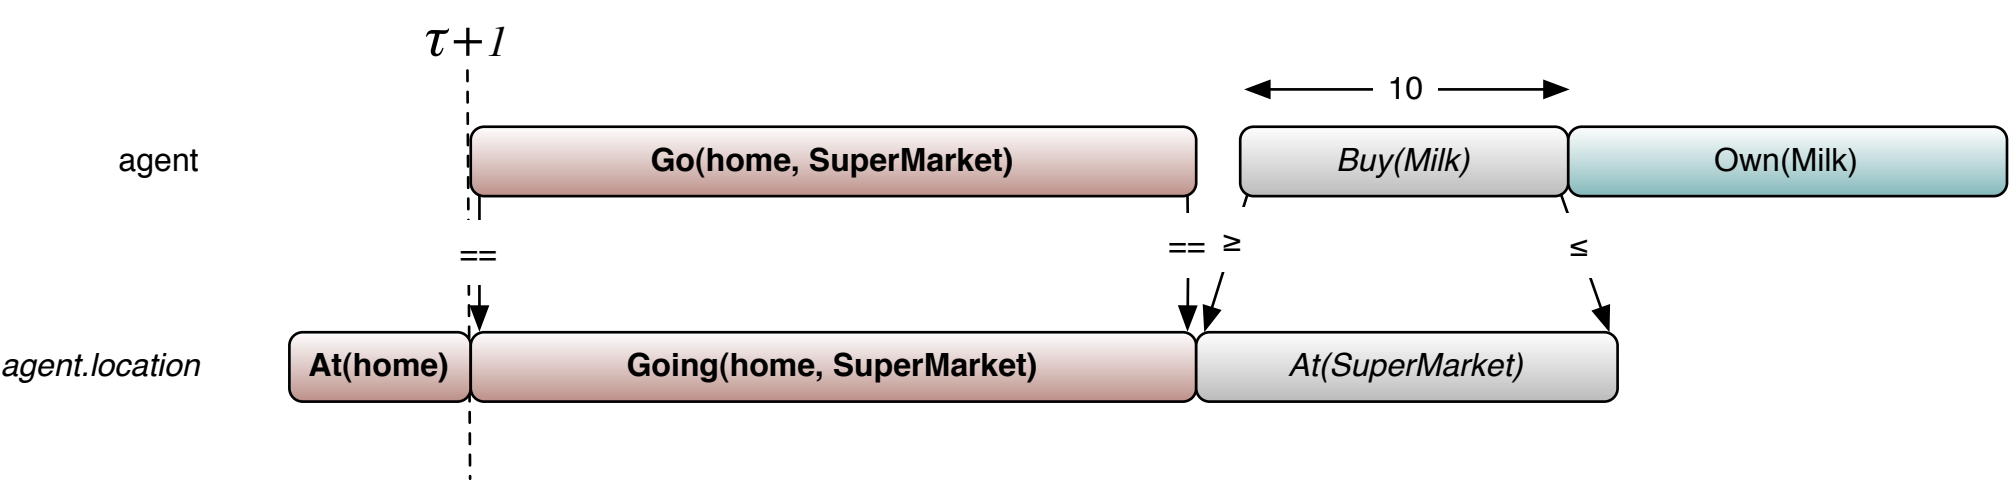 τ+1
10
agent Go(home, SuperMarket) Buy(Milk) Own(Milk)
== == ≥ ≤
agent.location At(home) Going(home, SuperMarket) At(SuperMarket)